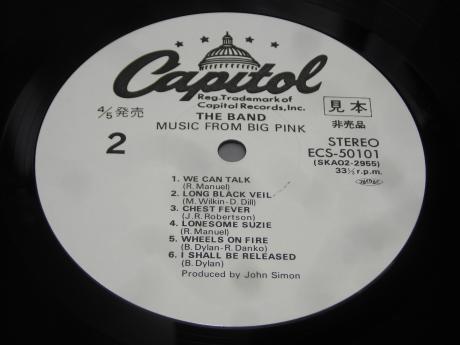 Capitol
Reg. Trademark of
Capitol Records, Inc.
4/5発売
THE BAND
MUSIC FROM BIG PINK
見本
非売品
2
STEREO
ECS-50101
(SKAO2-2955)
33⅓ r.p.m.
1. WE CAN TALK
(R. Manuel)
2. LONG BLACK VEIL
(M. Wilkin-D. Dill)
3. CHEST FEVER
(J. R. Robertson)
4. LONESOME SUZIE
(R. Manuel)
5. WHEELS ON FIRE
(B. Dylan-R. Danko)
6. I SHALL BE RELEASED
(B. Dylan)
Produced by John Simon